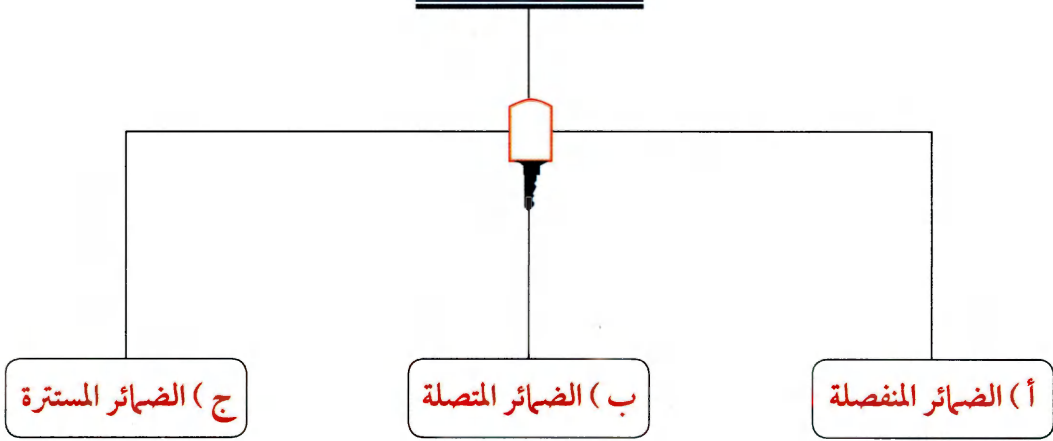 أ ) الضمائر المنفصلة
ب ) الضمائر المتصلة
ج ) الضمائر المستترة